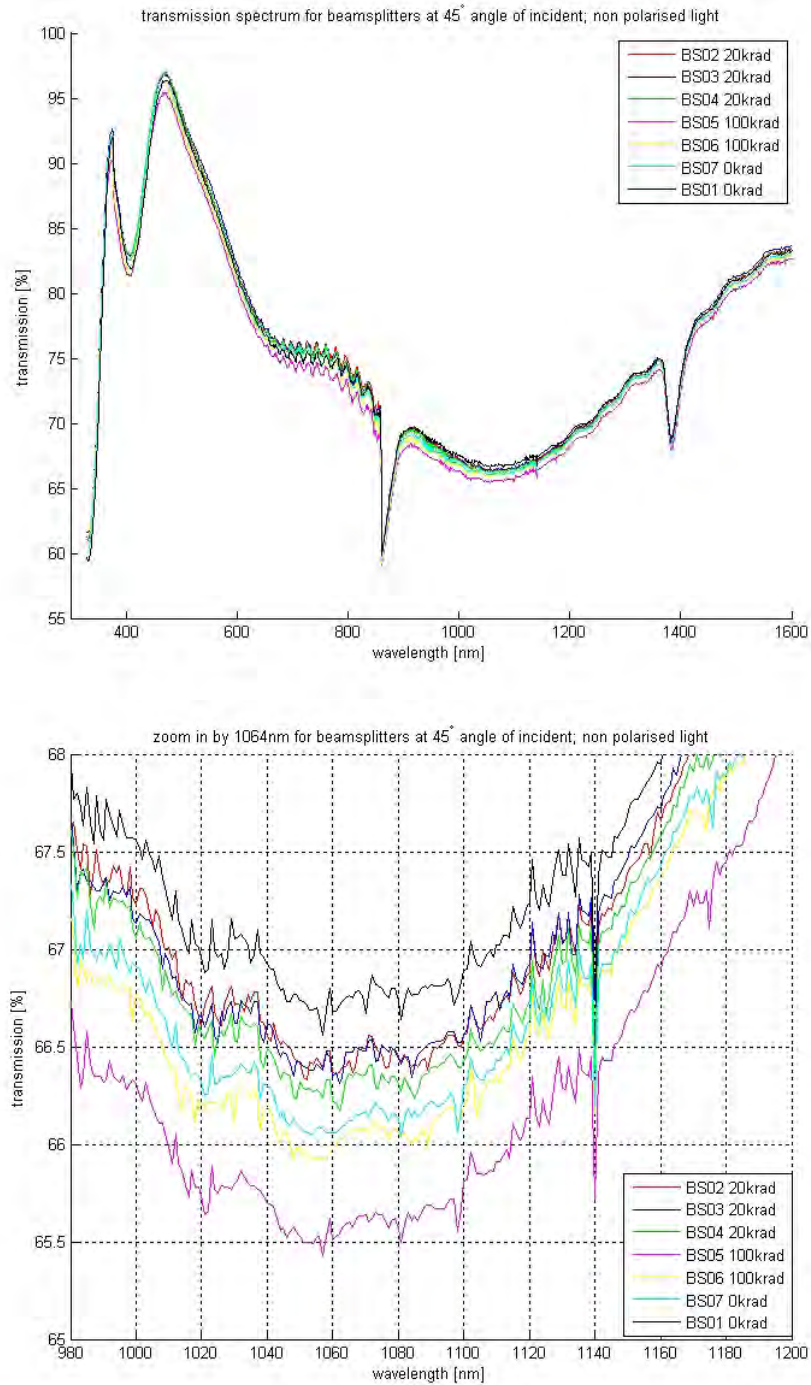 transmission spectrum for beamsplitters at 45° angle of incident; non polarised light
100
95
90
85
80
75
70
65
60
55
transmission [%]
400 600 800 1000 1200 1400 1600
wavelength [nm]
BS02 20krad
BS03 20krad
BS04 20krad
BS05 100krad
BS06 100krad
BS07 0krad
BS01 0krad
zoom in by 1064nm for beamsplitters at 45° angle of incident; non polarised light
68
67.5
67
66.5
66
65.5
65
transmission [%]
980 1000 1020 1040 1060 1080 1100 1120 1140 1160 1180 1200
wavelength [nm]
BS02 20krad
BS03 20krad
BS04 20krad
BS05 100krad
BS06 100krad
BS07 0krad
BS01 0krad